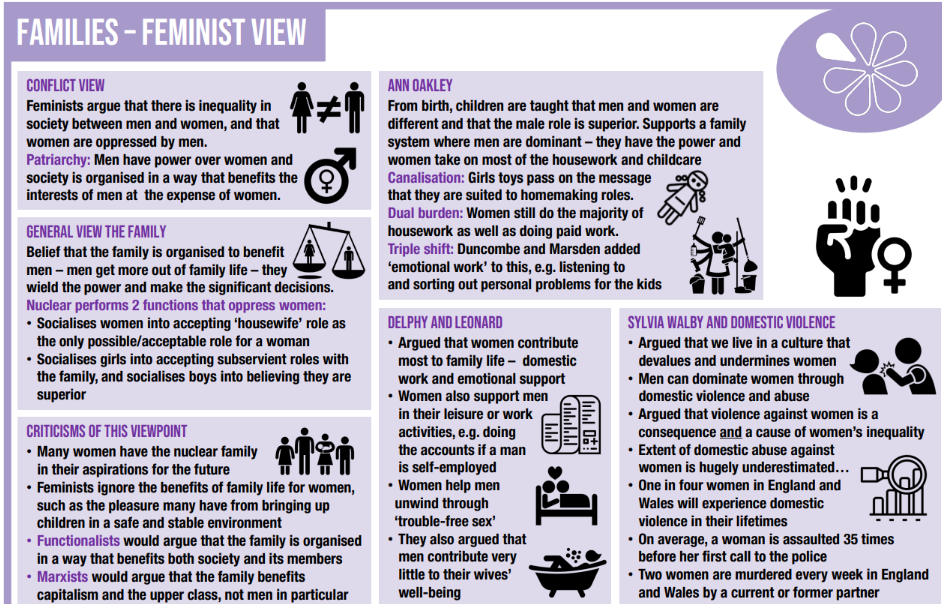 FAMILIES – FEMINIST VIEW
CONFLICT VIEW
Feminists argue that there is inequality in
society between men and women, and that
women are oppressed by men.
Patriarchy: Men have power over women and
society is organised in a way that benefits the
interests of men at the expense of women.
GENERAL VIEW THE FAMILY
Belief that the family is organised to benefit
men – men get more out of family life – they
wield the power and make the significant decisions.
Nuclear performs 2 functions that oppress women:
• Socialises women into accepting ‘housewife’ role as
the only possible/acceptable role for a woman
• Socialises girls into accepting subservient roles with
the family, and socialises boys into believing they are
superior
CRITICISMS OF THIS VIEWPOINT
• Many women have the nuclear family
in their aspirations for the future
• Feminists ignore the benefits of family life for women,
such as the pleasure many have from bringing up
children in a safe and stable environment
• Functionalists would argue that the family is organised
in a way that benefits both society and its members
• Marxists would argue that the family benefits
capitalism and the upper class, not men in particular
ANN OAKLEY
From birth, children are taught that men and women are
different and that the male role is superior. Supports a family
system where men are dominant – they have the power and
women take on most of the housework and childcare
Canalisation: Girls toys pass on the message
that they are suited to homemaking roles.
Dual burden: Women still do the majority of
housework as well as doing paid work.
Triple shift: Duncombe and Marsden added
‘emotional work’ to this, e.g. listening to
and sorting out personal problems for the kids
DELPHY AND LEONARD
• Argued that women contribute
most to family life – domestic
work and emotional support
• Women also support men
in their leisure or work
activities, e.g. doing
the accounts if a man
is self-employed
• Women help men
unwind through
‘trouble-free sex’
• They also argued that
men contribute very
little to their wives’
well-being
SYLVIA WALBY AND DOMESTIC VIOLENCE
• Argued that we live in a culture that
devalues and undermines women
• Men can dominate women through
domestic violence and abuse
• Argued that violence against women is a
consequence and a cause of women’s inequality
• Extent of domestic abuse against
women is hugely underestimated…
• One in four women in England and
Wales will experience domestic
violence in their lifetimes
• On average, a woman is assaulted 35 times
before her first call to the police
• Two women are murdered every week in England
and Wales by a current or former partner